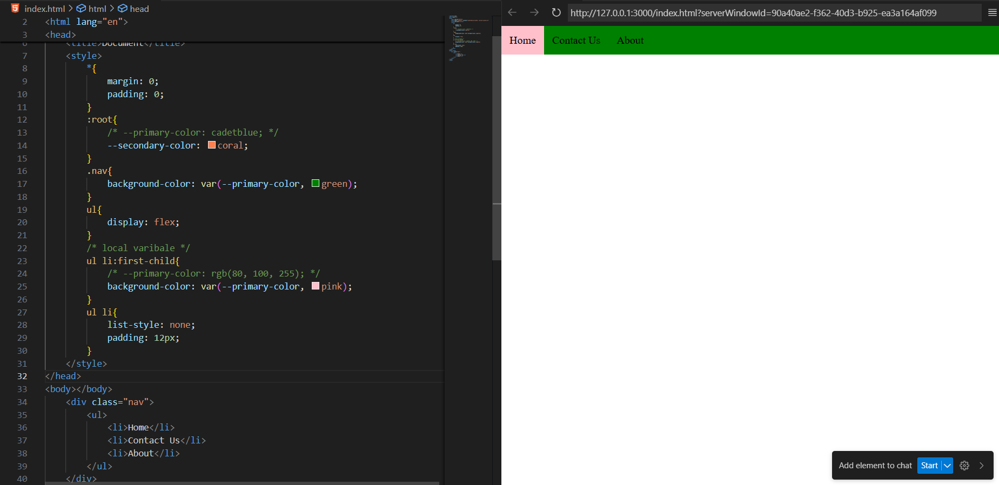 index.html > html > head
2 <html lang="en">
3 <head>
6 <title>Document</title>
7 <style>
8 *{
9 margin: 0;
10 padding: 0;
11 }
12 :root{
13 /* --primary-color: cadetblue; */
14 --secondary-color: coral;
15 }
16 .nav{
17 background-color: var(--primary-color, green);
18 }
19 ul{
20 display: flex;
21 }
22 /* local varibale */
23 ul li:first-child{
24 /* --primary-color: rgb(80, 100, 255); */
25 background-color: var(--primary-color, pink);
26 }
27 ul li{
28 list-style: none;
29 padding: 12px;
30 }
31 </style>
32 </head>
33 <body></body>
34 <div class="nav">
35 <ul>
36 <li>Home</li>
37 <li>Contact Us</li>
38 <li>About</li>
39 </ul>
40 </div>
http://127.0.0.1:3000/index.html?serverWindowId=90a40ae2-f362-40d3-b925-ea3a164af099
Home Contact Us About
Add element to chat Start